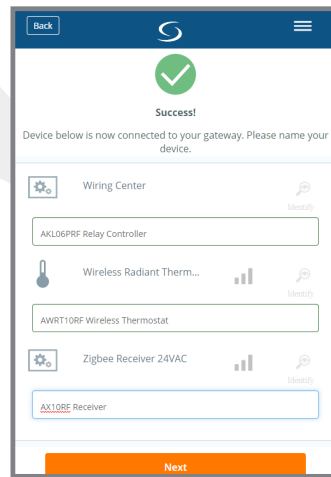 Back
Success!
Device below is now connected to your gateway. Please name your
device.
Wiring Center
Identify
AKL06PRF Relay Controller
Wireless Radiant Therm...
Identify
AWRT10RF Wireless Thermostat
Zigbee Receiver 24VAC
Identify
AX10RF Receiver
Next